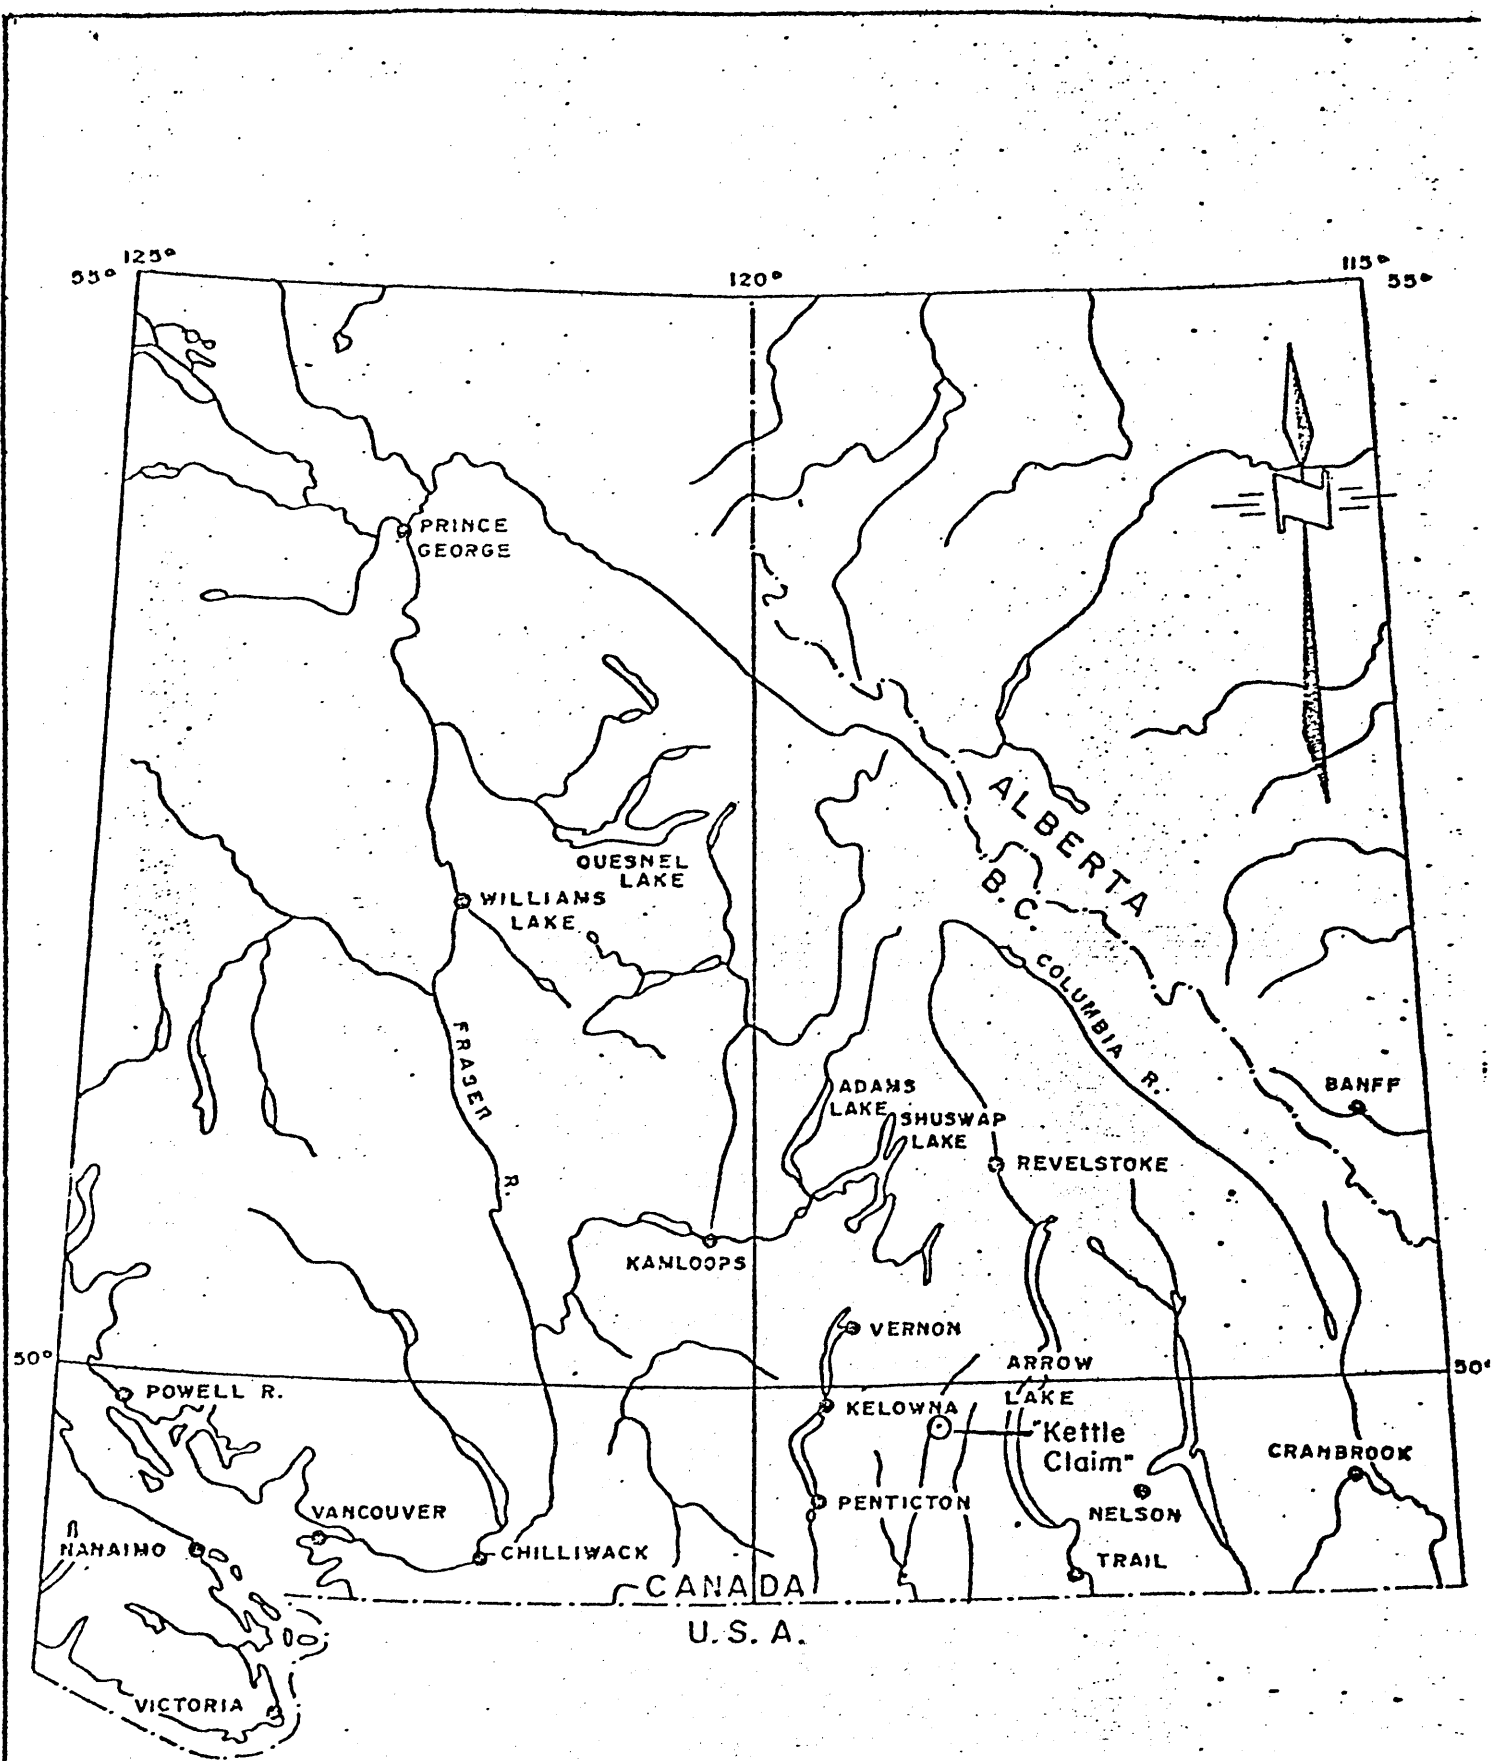 125°
55°
120°
115°
55°
PRINCE
GEORGE
ALBERTA
B.C.
QUESNEL
LAKE
WILLIAMS
LAKE
COLUMBIA R.
FRASER R.
ADAMS
LAKE
SHUSWAP
LAKE
BANFF
REVELSTOKE
KAMLOOPS
VERNON
50°
ARROW
LAKE
50°
POWELL R.
KELOWNA
"Kettle
Claim"
CRANBROOK
PENTICTON
NELSON
VANCOUVER
NANAIMO
CHILLIWACK
TRAIL
CANADA
U.S.A.
VICTORIA